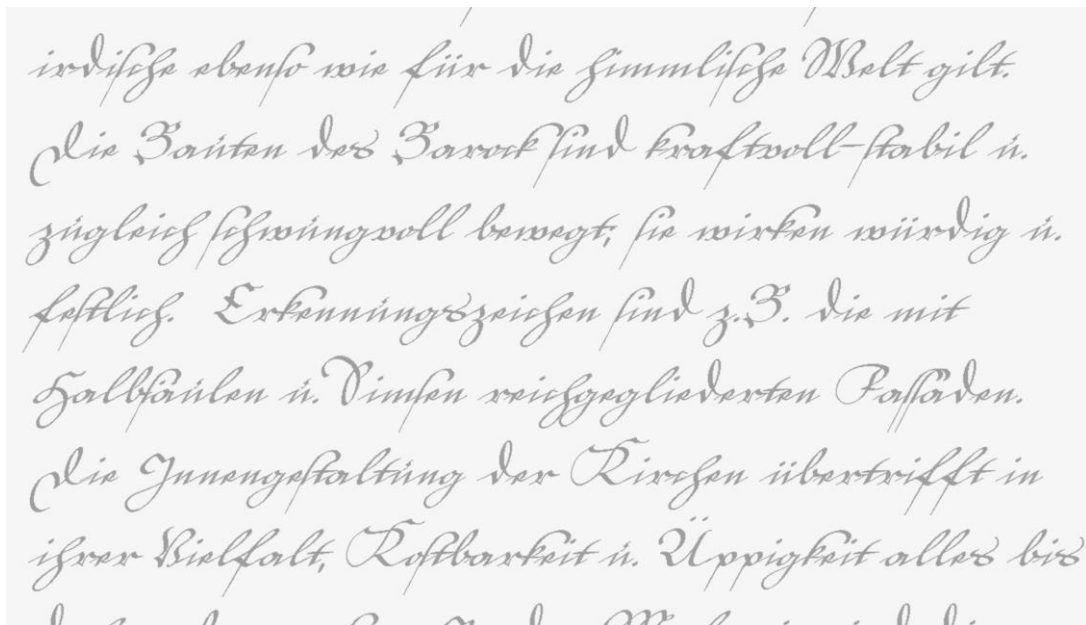 irdische ebenso wie für die himmlische Welt gilt.
Die Bauten des Barock sind kraftvoll-stabil u.
zugleich schwungvoll bewegt; sie wirken würdig u.
festlich. Erkennungszeichen sind z.B. die mit
Halbsäulen u. Simsen reichgegliederten Fassaden.
Die Innengestaltung der Kirchen übertrifft in
ihrer Vielfalt, Kostbarkeit u. Üppigkeit alles bis